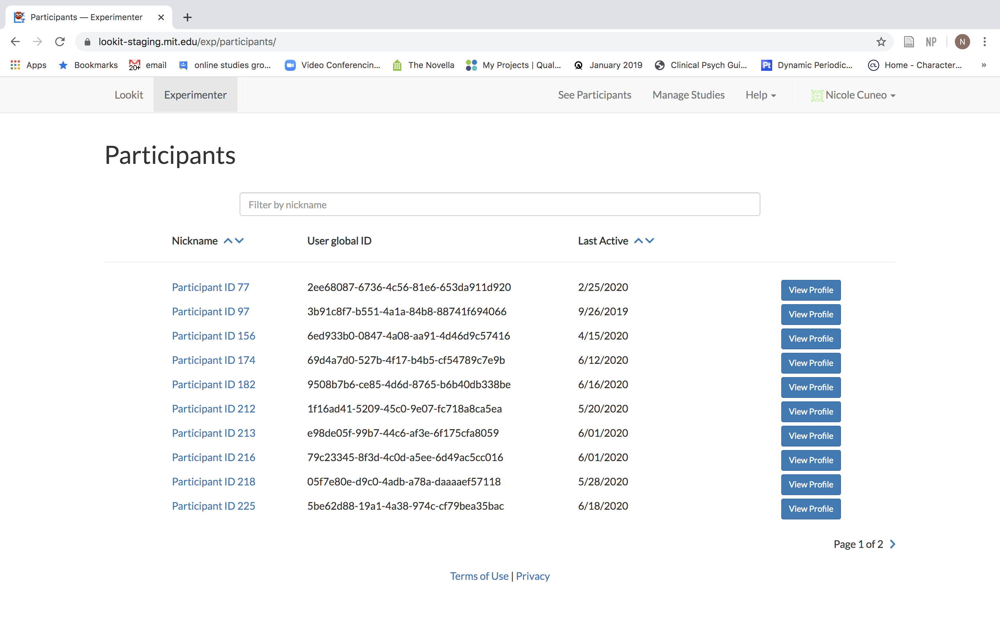 Participants — Experimenter
lookit-staging.mit.edu/exp/participants/
NP
N
Apps
Bookmarks
20+
email
online studies gro...
Video Conferencin...
The Novella
My Projects | Qual...
January 2019
Clinical Psych Gui...
Pt
Dynamic Periodic...
CL
Home - Character...
»
Lookit Experimenter See Participants Manage Studies Help Nicole Cuneo
Participants
Filter by nickname
Nickname User global ID Last Active
Participant ID 77 2ee68087-6736-4c56-81e6-653da911d920 2/25/2020 View Profile
Participant ID 97 3b91c8f7-b551-4a1a-84b8-88741f694066 9/26/2019 View Profile
Participant ID 156 6ed933b0-0847-4a08-aa91-4d46d9c57416 4/15/2020 View Profile
Participant ID 174 69d4a7d0-527b-4f17-b4b5-cf54789c7e9b 6/12/2020 View Profile
Participant ID 182 9508b7b6-ce85-4d6d-8765-b6b40db338be 6/16/2020 View Profile
Participant ID 212 1f16ad41-5209-45c0-9e07-fc718a8ca5ea 5/20/2020 View Profile
Participant ID 213 e98de05f-99b7-44c6-af3e-6f175cfa8059 6/01/2020 View Profile
Participant ID 216 79c23345-8f3d-4c0d-a5ee-6d49ac5cc016 6/01/2020 View Profile
Participant ID 218 05f7e80e-d9c0-4adb-a78a-daaaaef57118 5/28/2020 View Profile
Participant ID 225 5be62d88-19a1-4a38-974c-cf79bea35bac 6/18/2020 View Profile
Page 1 of 2
Terms of Use | Privacy